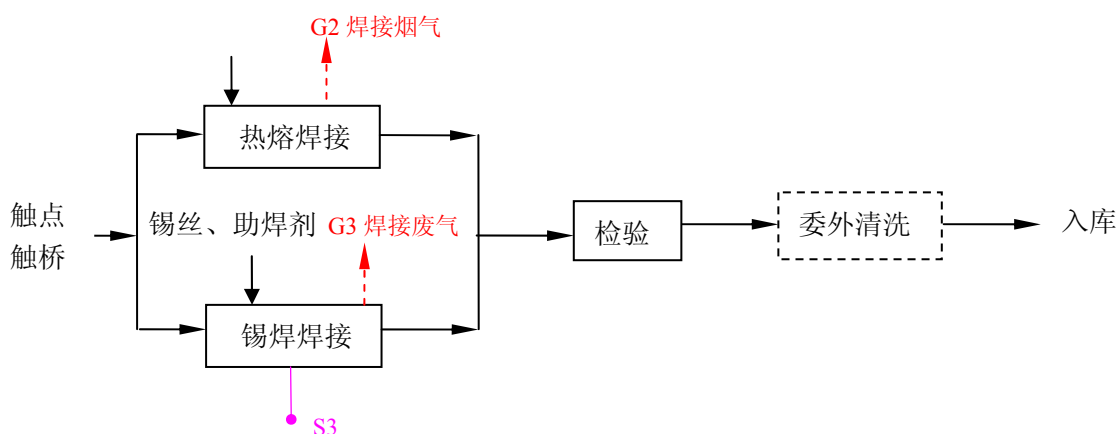 G2 焊接烟气
热熔焊接
触点
触桥
锡丝、助焊剂
G3 焊接废气
检验
委外清洗
入库
锡焊焊接
S3